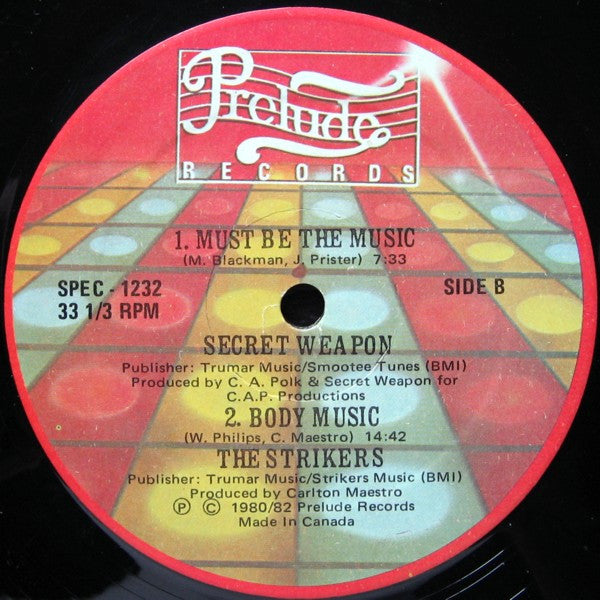 Prelude
RECORDS
1. MUST BE THE MUSIC
(M. Blackman, J. Prister) 7:33
SPEC - 1232
33 1/3 RPM
SIDE B
SECRET WEAPON
Publisher: Trumar Music/Smootee Tunes (BMI)
Produced by C. A. Polk & Secret Weapon for
C.A.P. Productions
2. BODY MUSIC
(W. Philips, C. Maestro) 14:42
THE STRIKERS
Publisher: Trumar Music/Strikers Music (BMI)
Produced by Carlton Maestro
Ⓟ © 1980/82 Prelude Records
Made In Canada